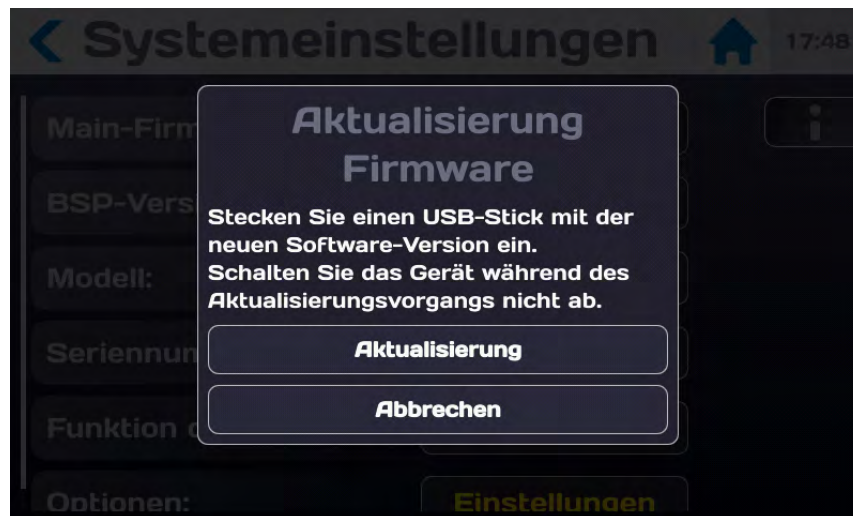 Systemeinstellungen
17:48
Aktualisierung
Firmware
Main-Firm
BSP-Vers
Stecken Sie einen USB-Stick mit der
neuen Software-Version ein.
Schalten Sie das Gerät während des
Aktualisierungsvorgangs nicht ab.
Modell:
Aktualisierung
Seriennum
Abbrechen
Funktion d
Optionen:
Einstellungen